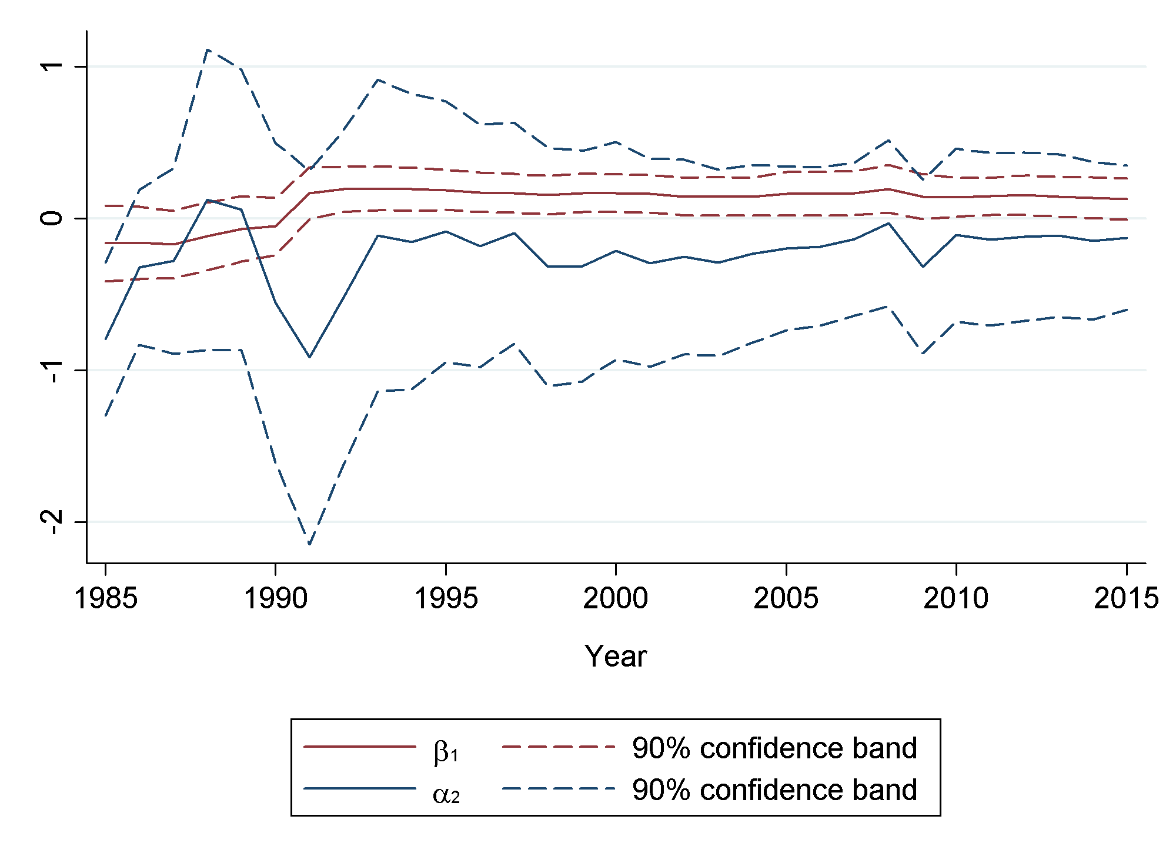 1
0
-1
-2
1985 1990 1995 2000 2005 2010 2015
Year
β₁ 90% confidence band
α₂ 90% confidence band